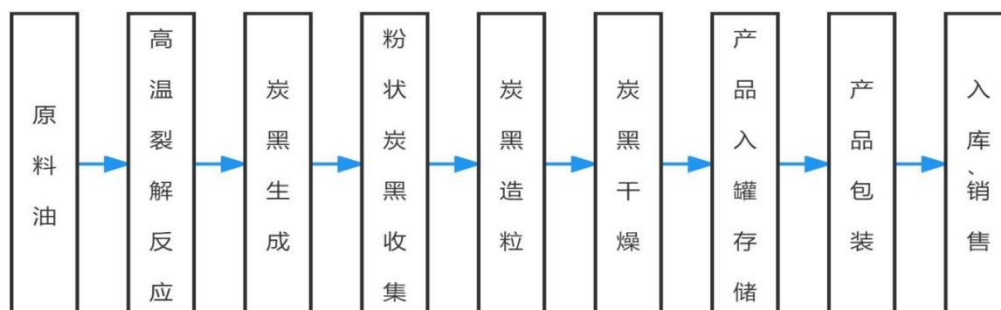 原料油
高温裂解反应
炭黑生成
粉状炭黑收集
炭黑造粒
炭黑干燥
产品入罐存储
产品包装
入库、销售